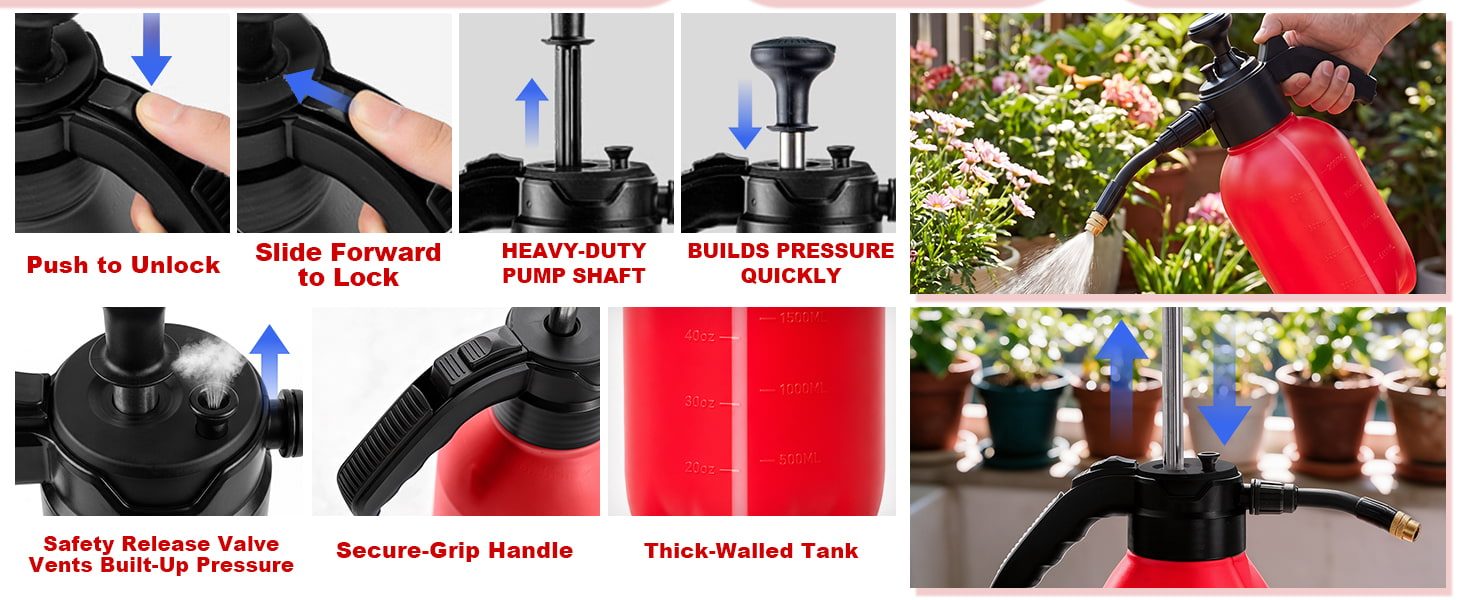 Push to Unlock
Slide Forward
to Lock
HEAVY-DUTY
PUMP SHAFT
BUILDS PRESSURE
QUICKLY
Safety Release Valve
Vents Built-Up Pressure
Secure-Grip Handle
1500ML
40oz
1000ML
30oz
500ML
20oz
Thick-Walled Tank